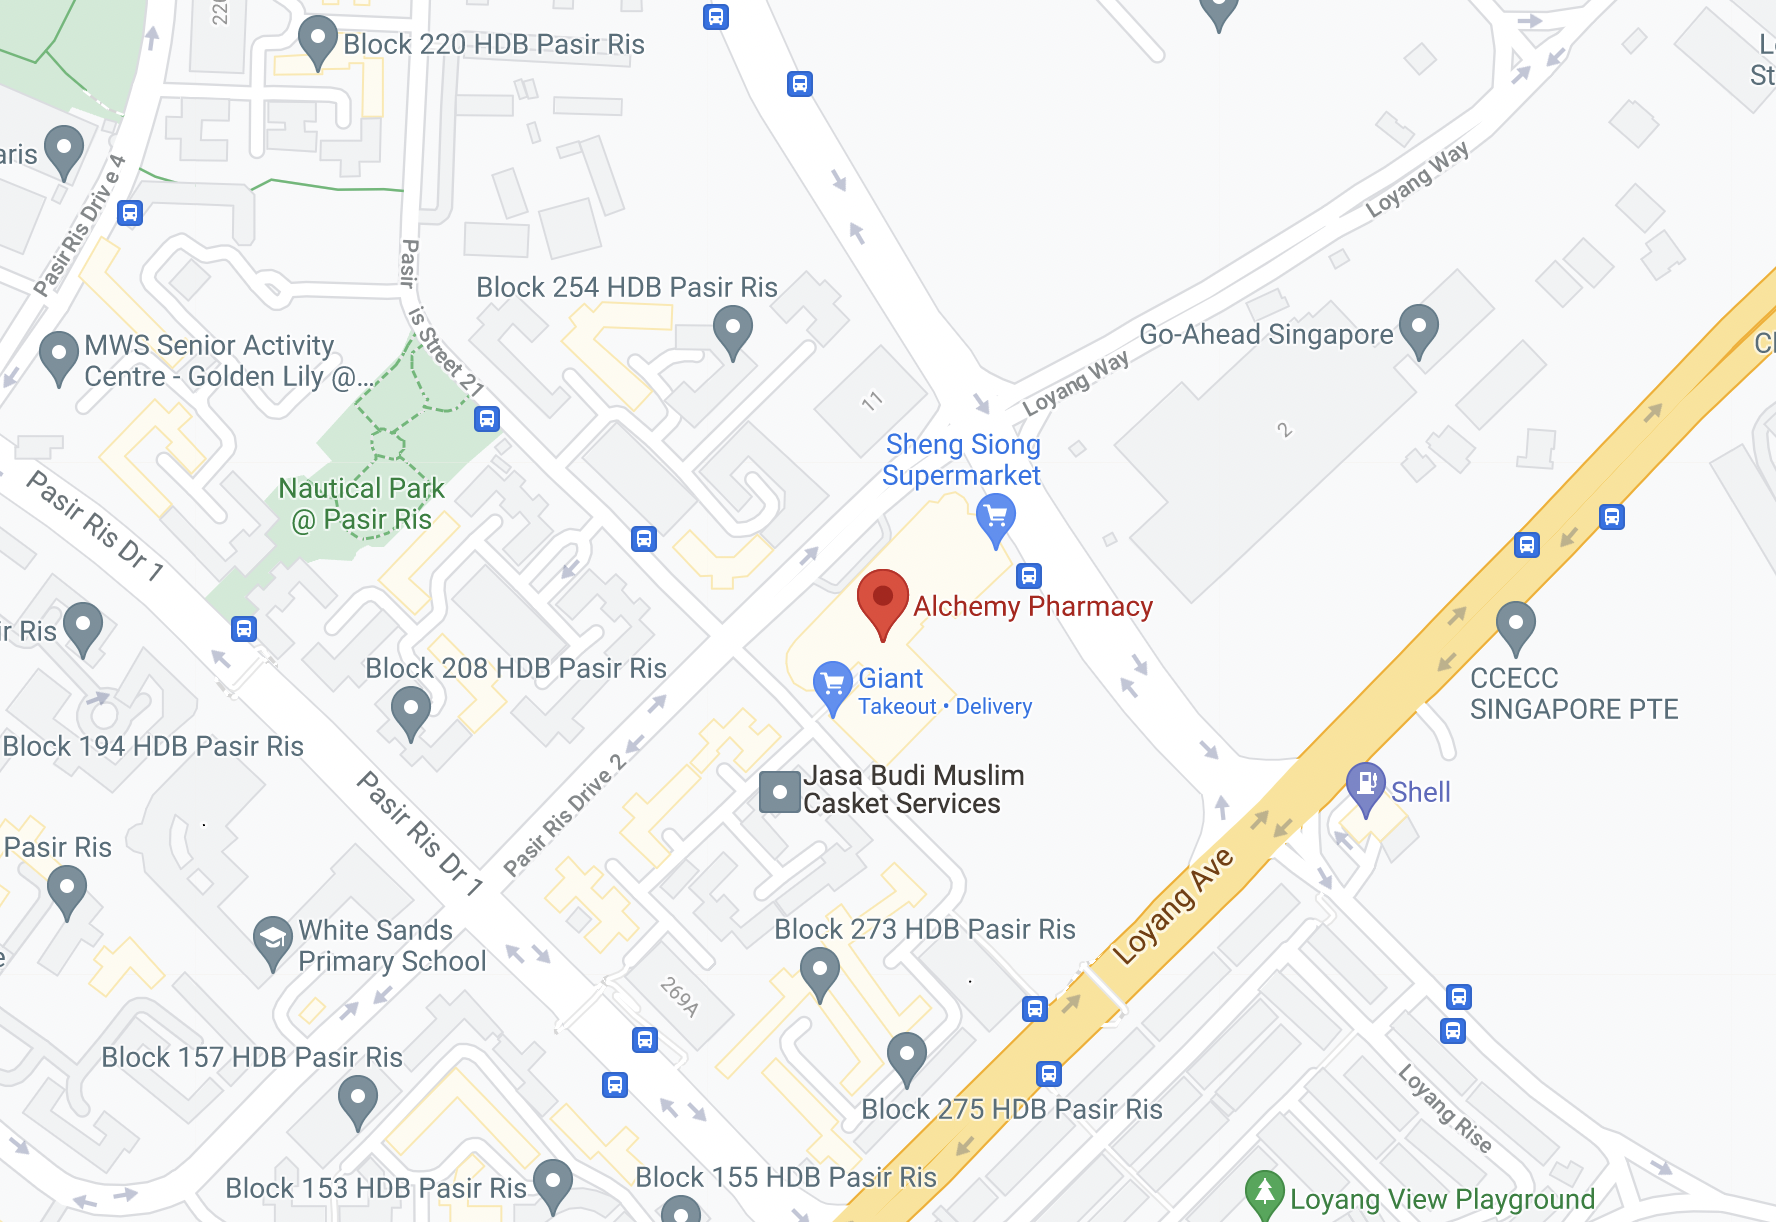 220
Block 220 HDB Pasir Ris
aris
Pasir Ris Drive 4
Loyang Way
Pasir
is Street 21
Block 254 HDB Pasir Ris
MWS Senior Activity
Centre - Golden Lily @...
Go-Ahead Singapore
Loyang Way
11
2
Sheng Siong
Supermarket
Nautical Park
@ Pasir Ris
Pasir Ris Dr 1
Alchemy Pharmacy
ir Ris
Block 208 HDB Pasir Ris
Giant
Takeout • Delivery
CCECC
SINGAPORE PTE
Block 194 HDB Pasir Ris
Pasir Ris Drive 2
Jasa Budi Muslim
Casket Services
Shell
Pasir Ris Dr 1
Pasir Ris
Loyang Ave
White Sands
Primary School
Block 273 HDB Pasir Ris
269A
Block 157 HDB Pasir Ris
Block 275 HDB Pasir Ris
Loyang Rise
Block 153 HDB Pasir Ris
Block 155 HDB Pasir Ris
Loyang View Playground